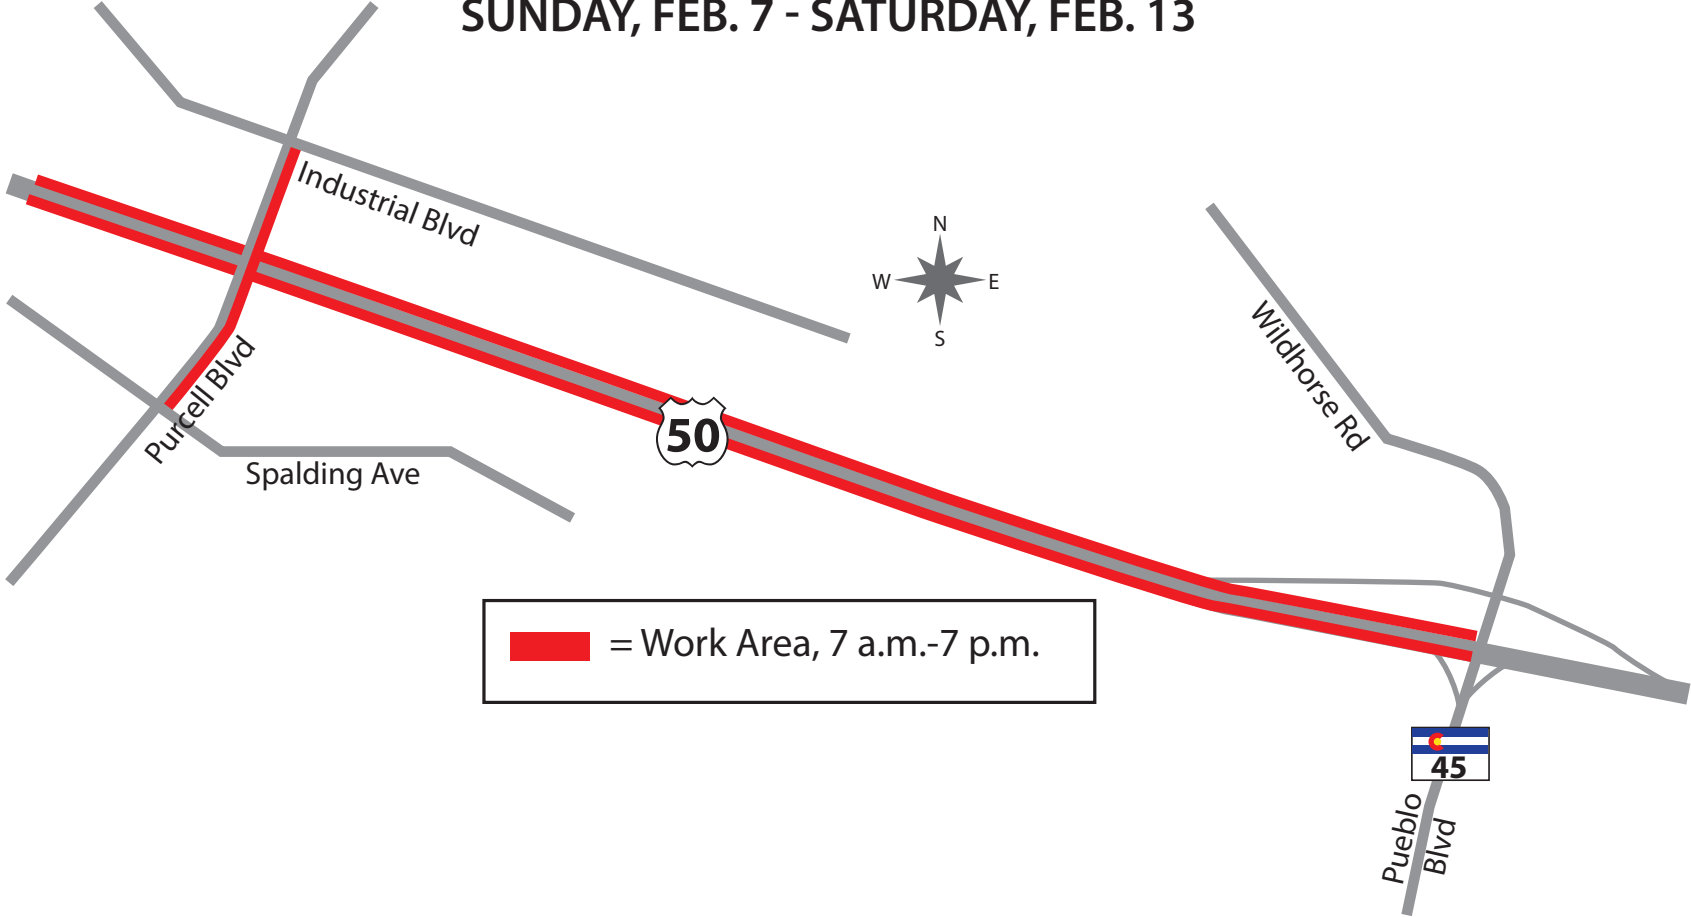 SUNDAY, FEB. 7 - SATURDAY, FEB. 13
Industrial Blvd
N
W
E
S
Wildhorse Rd
Purcell Blvd
50
Spalding Ave
= Work Area, 7 a.m.-7 p.m.
45
Pueblo
Blvd